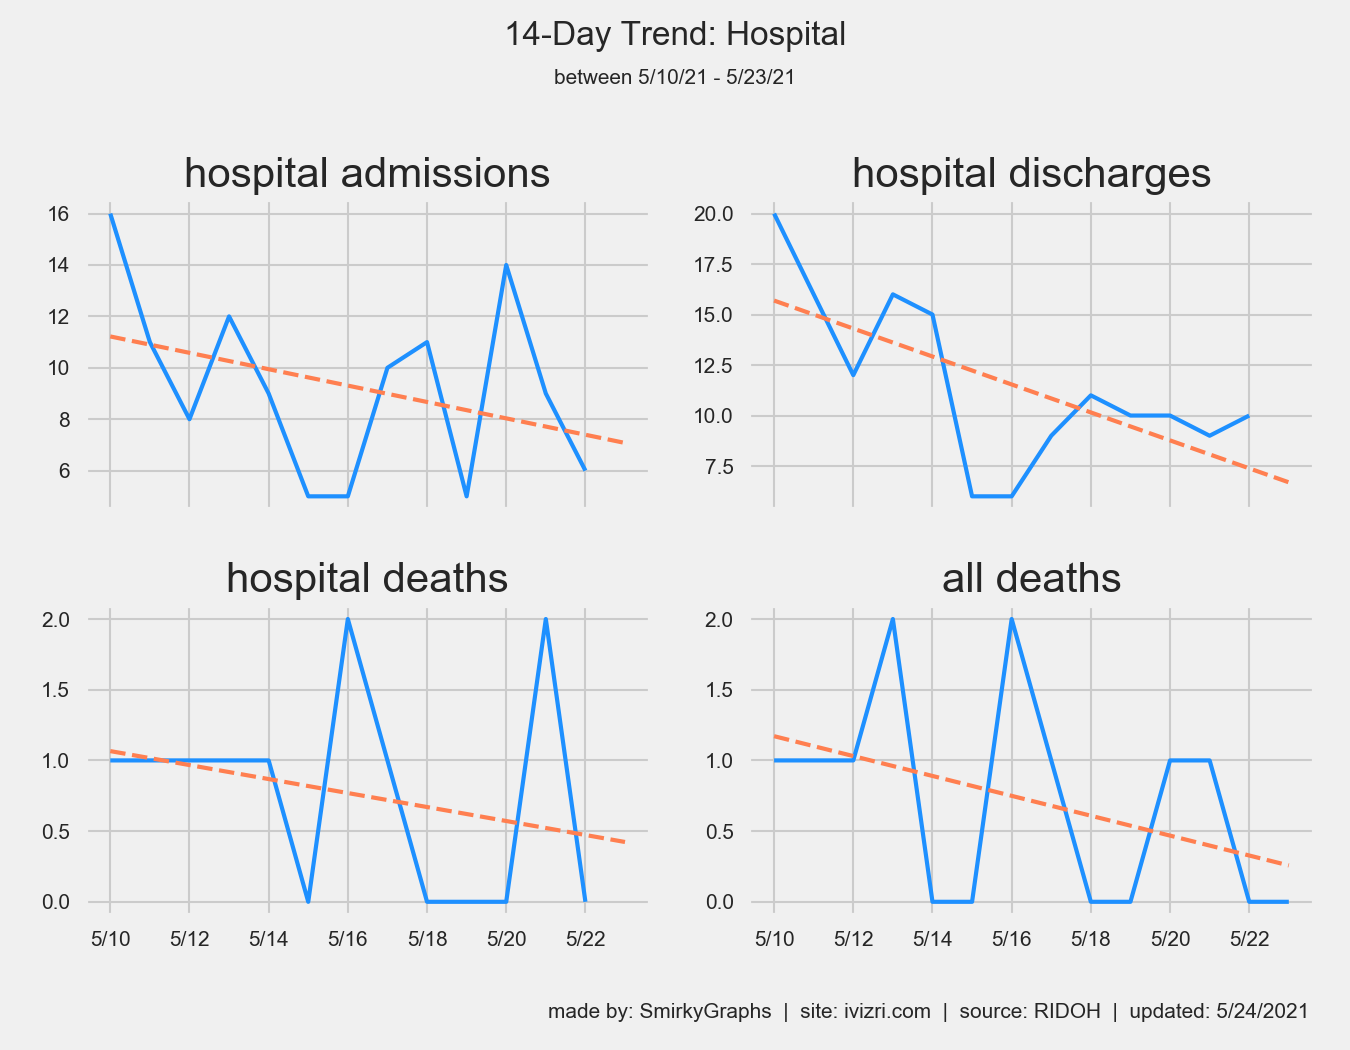 14-Day Trend: Hospital
between 5/10/21 - 5/23/21
hospital admissions
16
14
12
10
8
6
hospital discharges
20.0
17.5
15.0
12.5
10.0
7.5
hospital deaths
2.0
1.5
1.0
0.5
0.0
5/10 5/12 5/14 5/16 5/18 5/20 5/22
all deaths
2.0
1.5
1.0
0.5
0.0
5/10 5/12 5/14 5/16 5/18 5/20 5/22
made by: SmirkyGraphs | site: ivizri.com | source: RIDOH | updated: 5/24/2021